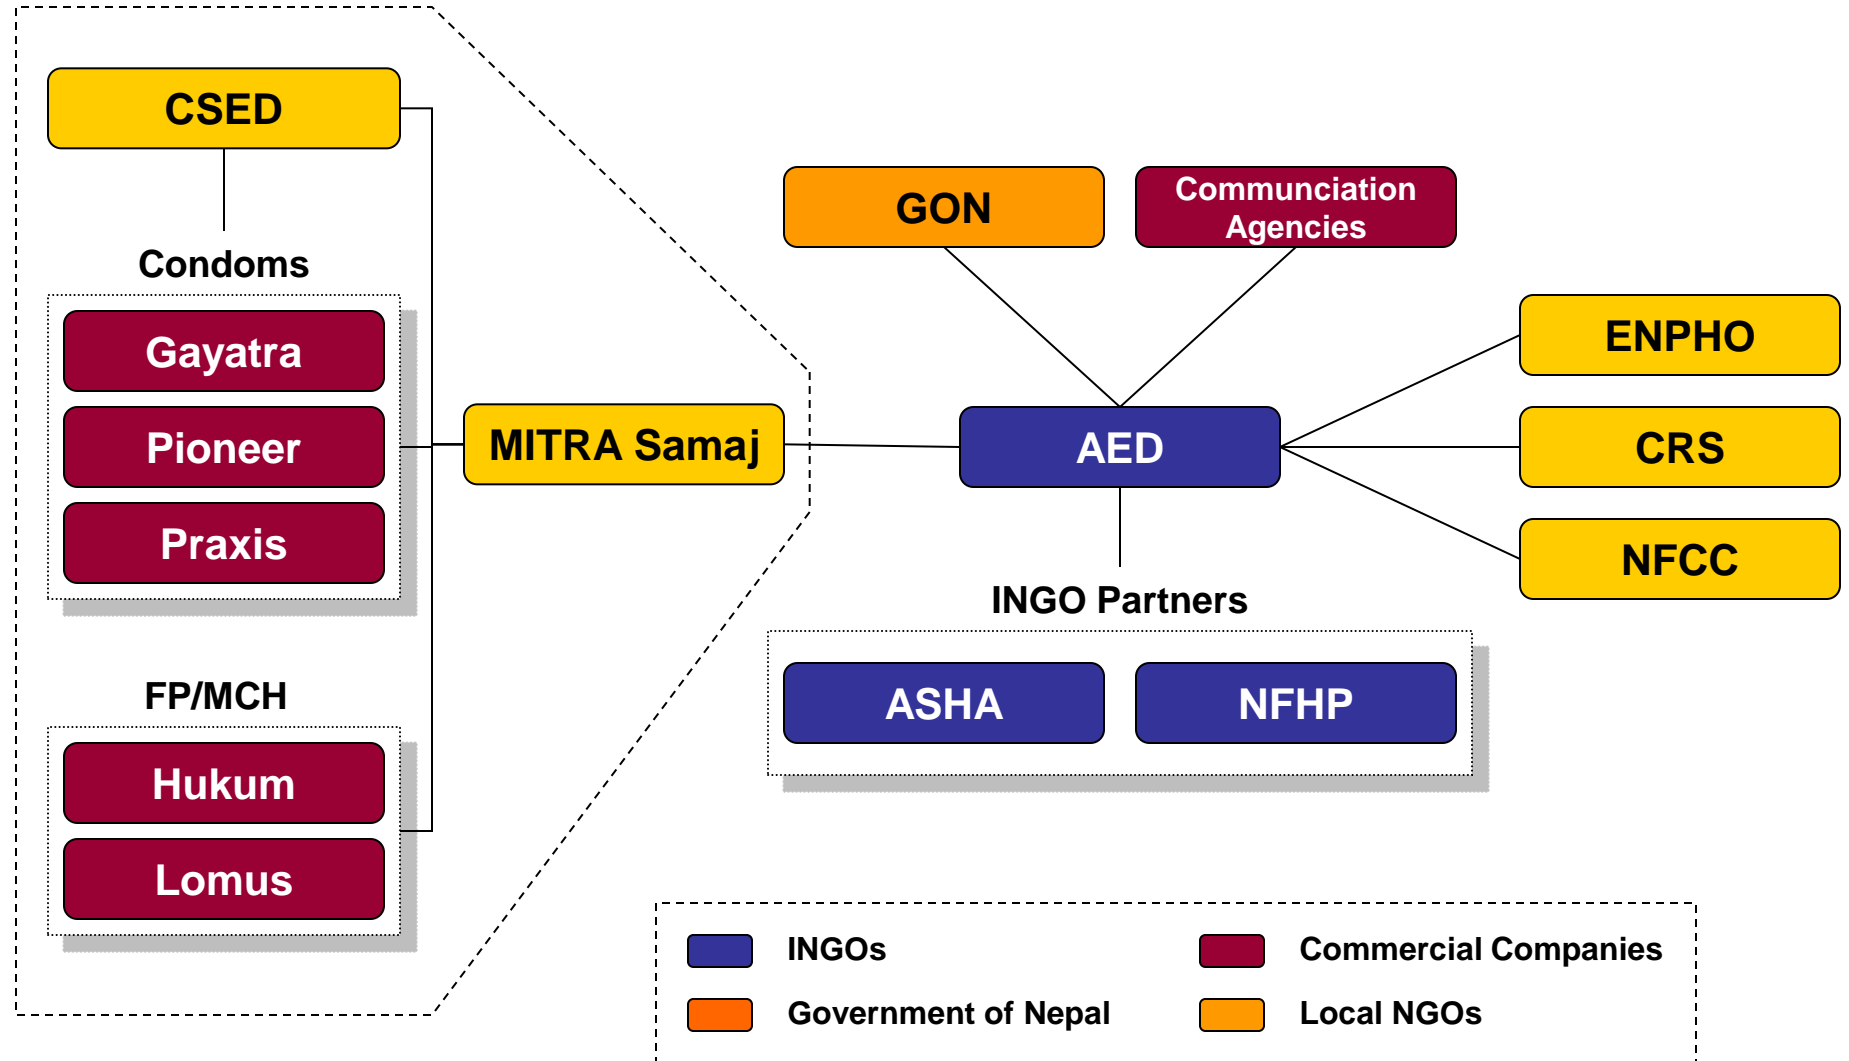 CSED
Condoms
Gayatra
Pioneer
Praxis
FP/MCH
Hukum
Lomus
MITRA Samaj
GON
Communciation
Agencies
AED
ENPHO
CRS
NFCC
INGO Partners
ASHA
NFHP
INGOs
Commercial Companies
Government of Nepal
Local NGOs